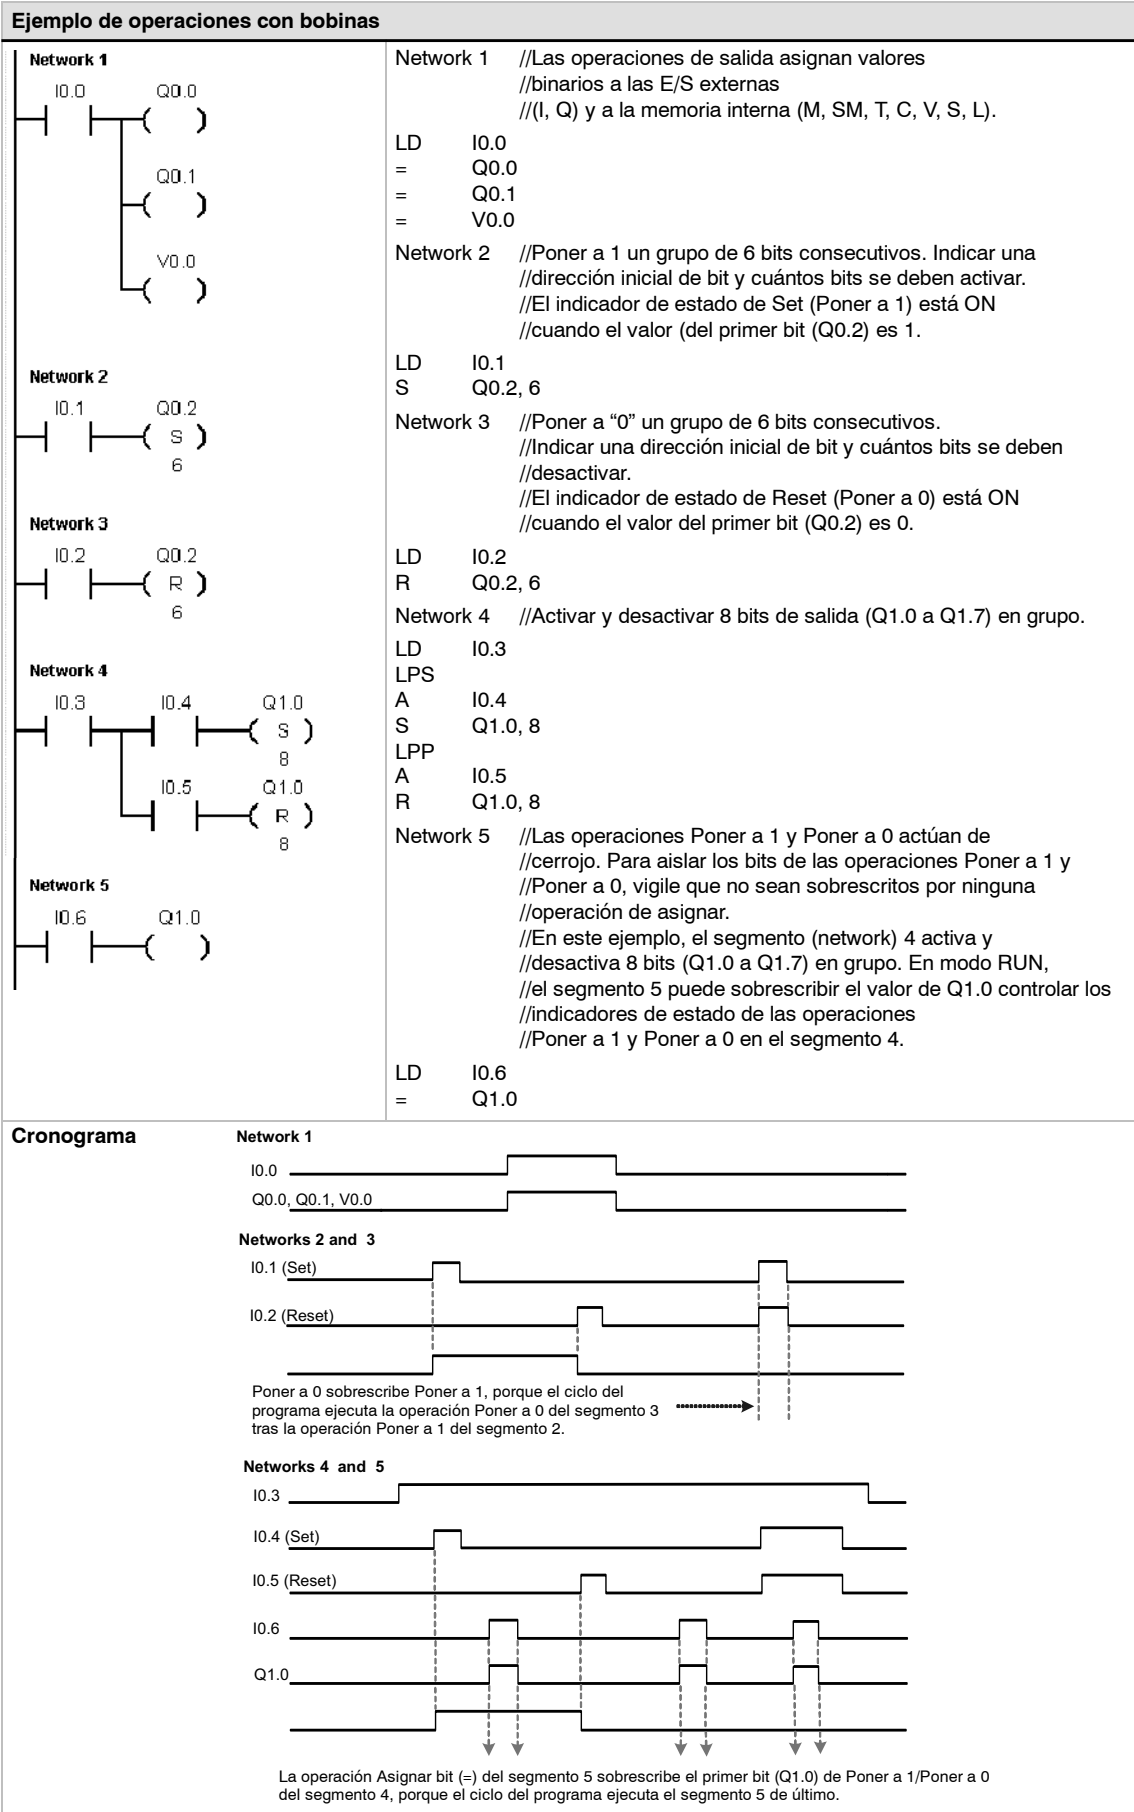 Ejemplo de operaciones con bobinas
Network 1
I0.0 Q0.0
Q0.1
V0.0
Network 2
I0.1 Q0.2
S
6
Network 3
I0.2 Q0.2
R
6
Network 4
I0.3 I0.4 Q1.0
S
8
I0.5 Q1.0
R
8
Network 5
I0.6 Q1.0
Network 1 //Las operaciones de salida asignan valores
//binarios a las E/S externas
//(I, Q) y a la memoria interna (M, SM, T, C, V, S, L).
LD I0.0
= Q0.0
= Q0.1
= V0.0
Network 2 //Poner a 1 un grupo de 6 bits consecutivos. Indicar una
//dirección inicial de bit y cuántos bits se deben activar.
//El indicador de estado de Set (Poner a 1) está ON
//cuando el valor (del primer bit (Q0.2) es 1.
LD I0.1
S Q0.2, 6
Network 3 //Poner a “0” un grupo de 6 bits consecutivos.
//Indicar una dirección inicial de bit y cuántos bits se deben
//desactivar.
//El indicador de estado de Reset (Poner a 0) está ON
//cuando el valor del primer bit (Q0.2) es 0.
LD I0.2
R Q0.2, 6
Network 4 //Activar y desactivar 8 bits de salida (Q1.0 a Q1.7) en grupo.
LD I0.3
LPS
A I0.4
S Q1.0, 8
LPP
A I0.5
R Q1.0, 8
Network 5 //Las operaciones Poner a 1 y Poner a 0 actúan de
//cerrojo. Para aislar los bits de las operaciones Poner a 1 y
//Poner a 0, vigile que no sean sobrescritos por ninguna
//operación de asignar.
//En este ejemplo, el segmento (network) 4 activa y
//desactiva 8 bits (Q1.0 a Q1.7) en grupo. En modo RUN,
//el segmento 5 puede sobrescribir el valor de Q1.0 controlar los
//indicadores de estado de las operaciones
//Poner a 1 y Poner a 0 en el segmento 4.
LD I0.6
= Q1.0
Cronograma
Network 1
I0.0
Q0.0, Q0.1, V0.0
Networks 2 and 3
I0.1 (Set)
I0.2 (Reset)
Poner a 0 sobrescribe Poner a 1, porque el ciclo del
programa ejecuta la operación Poner a 0 del segmento 3
tras la operación Poner a 1 del segmento 2.
Networks 4 and 5
I0.3
I0.4 (Set)
I0.5 (Reset)
I0.6
Q1.0
La operación Asignar bit (=) del segmento 5 sobrescribe el primer bit (Q1.0) de Poner a 1/Poner a 0
del segmento 4, porque el ciclo del programa ejecuta el segmento 5 de último.